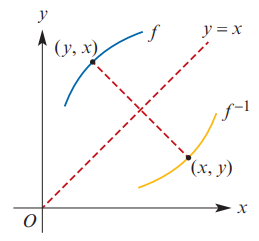 y
f
y = x
(y, x)
f⁻¹
(x, y)
O
x